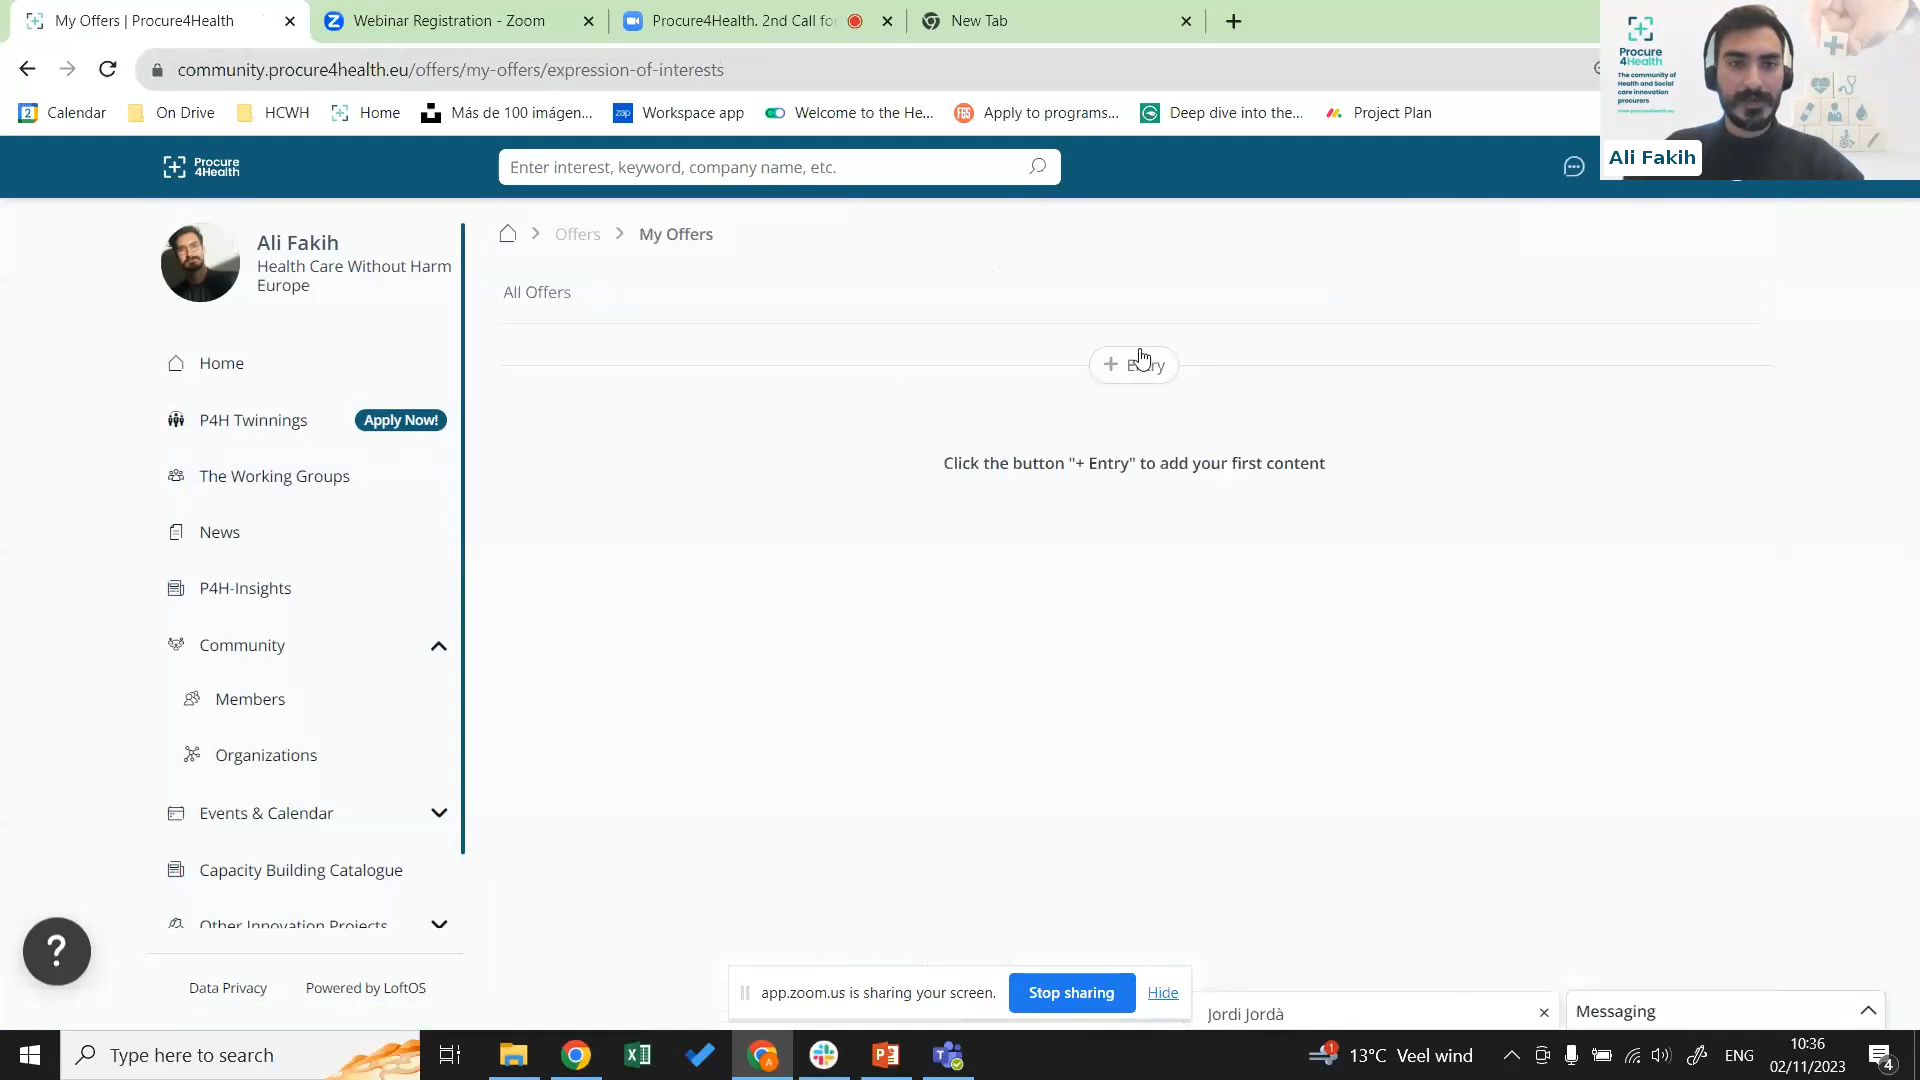 My Offers | Procure4Health
Webinar Registration - Zoom
Procure4Health. 2nd Call fo
New Tab
community.procure4health.eu/offers/my-offers/expression-of-interests
2 Calendar
On Drive
HCWH
Home
Más de 100 imágen...
zap Workspace app
Welcome to the He...
F6S Apply to programs...
Deep dive into the...
Project Plan
Procure
4Health
The community of
Health and Social
care innovation
procurers
www.procure4health.eu
Ali Fakih
Procure
4Health
Enter interest, keyword, company name, etc.
Ali Fakih
Health Care Without Harm
Europe
Offers
My Offers
All Offers
+ Entry
Click the button "+ Entry" to add your first content
Home
P4H Twinnings
Apply Now!
The Working Groups
News
P4H-Insights
Community
Members
Organizations
Events & Calendar
Capacity Building Catalogue
Other Innovation Projects
?
Data Privacy
Powered by LoftOS
app.zoom.us is sharing your screen.
Stop sharing
Hide
Jordi Jordà
Messaging
Type here to search
1
13°C Veel wind
ENG
10:36
02/11/2023
4